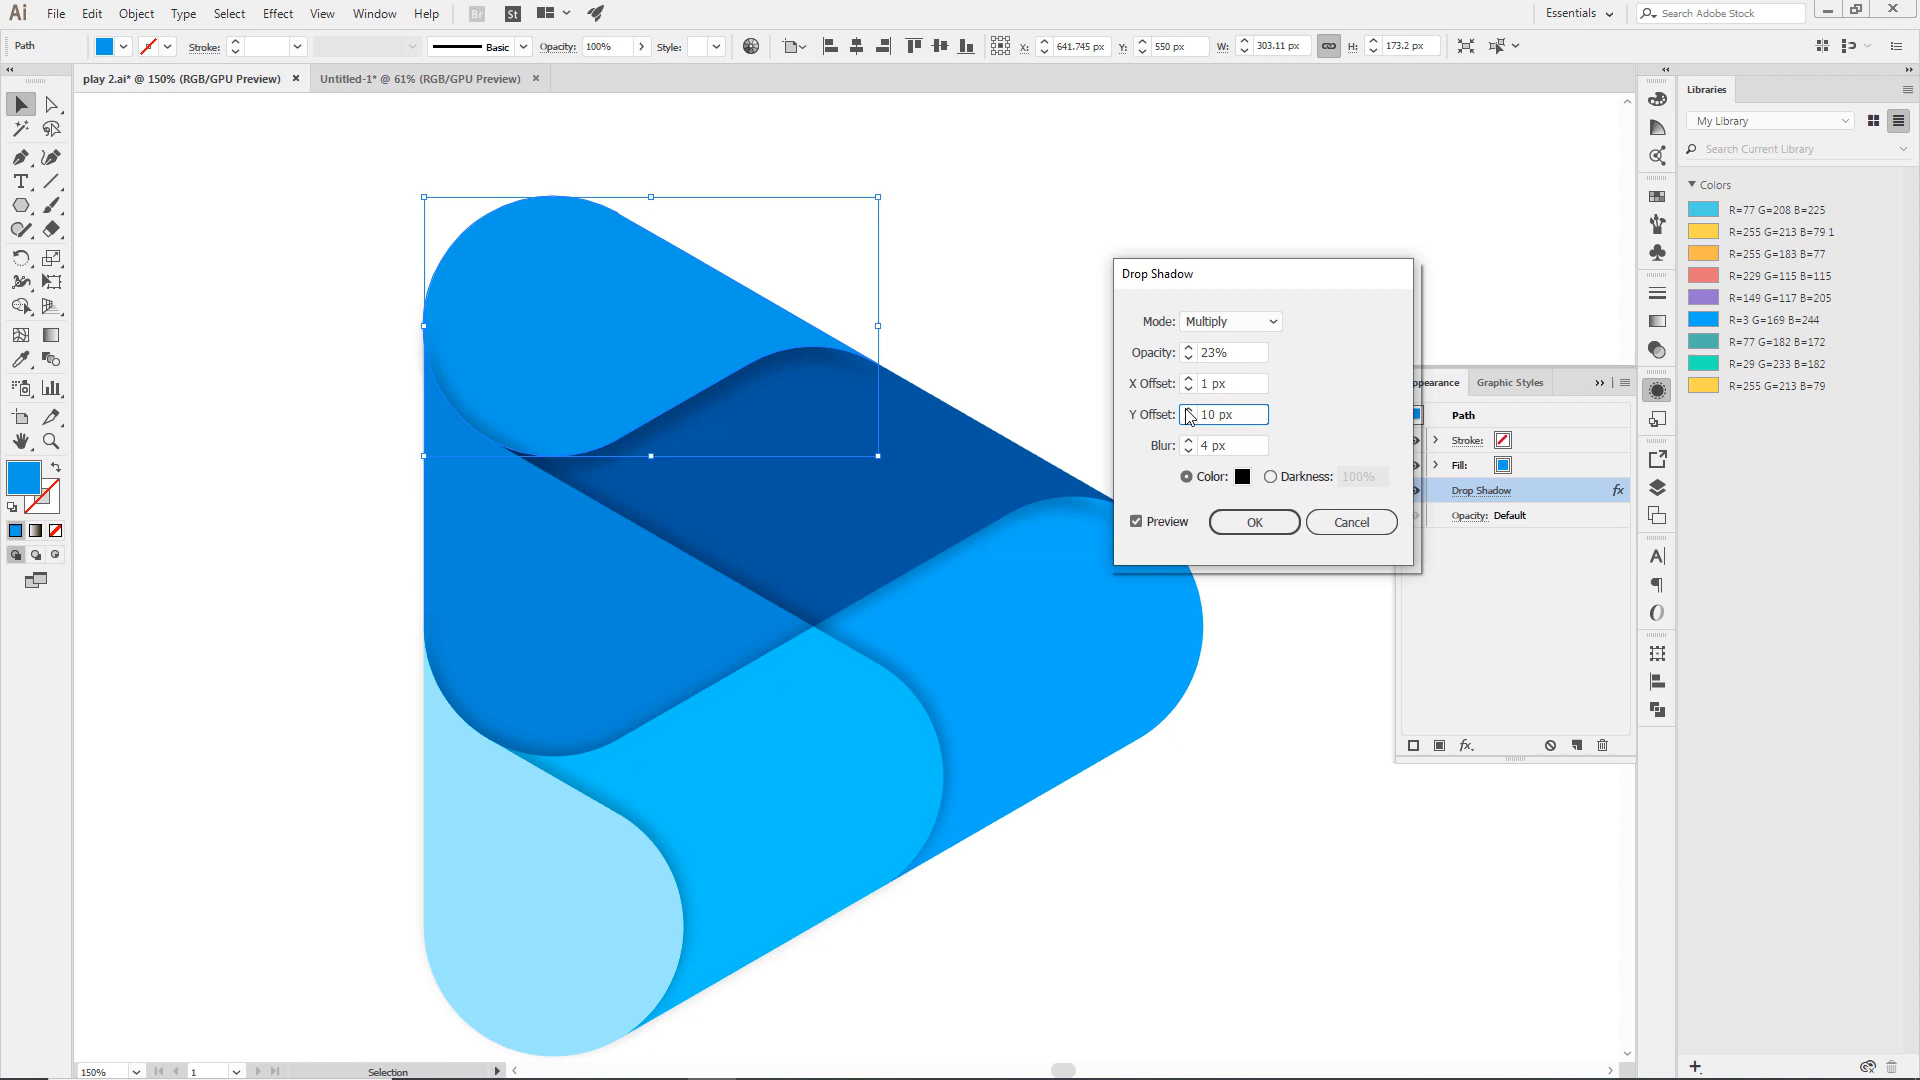 Ai File Edit Object Type Select Effect View Window Help Br St Essentials Search Adobe Stock
Path Stroke: Basic Opacity: 100% Style: X: 641.745 px Y: 550 px W: 303.11 px H: 173.2 px
play 2.ai* @ 150% (RGB/GPU Preview) × Untitled-1* @ 61% (RGB/GPU Preview) ×
Libraries
My Library
Search Current Library
Colors
R=77 G=208 B=225
R=255 G=213 B=79 1
R=255 G=183 B=77
R=229 G=115 B=115
R=149 G=117 B=205
R=3 G=169 B=244
R=77 G=182 B=172
R=29 G=233 B=182
R=255 G=213 B=79
Drop Shadow
Mode: Multiply
Opacity: 23%
X Offset: 1 px
Y Offset: 10 px
Blur: 4 px
Color: Darkness: 100%
Preview OK Cancel
ppearance Graphic Styles
Path
Stroke:
Fill:
Drop Shadow fx
Opacity: Default
fx.
150% 1 Selection